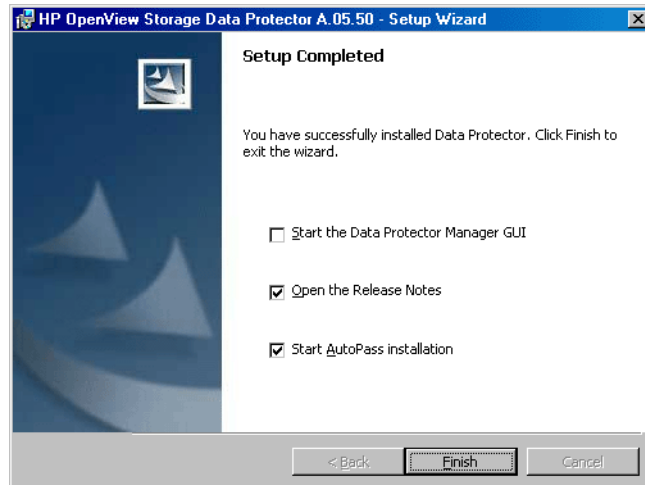 HP OpenView Storage Data Protector A.05.50 - Setup Wizard
Setup Completed
You have successfully installed Data Protector. Click Finish to
exit the wizard.
Start the Data Protector Manager GUI
Open the Release Notes
Start AutoPass installation
< Back
Finish
Cancel